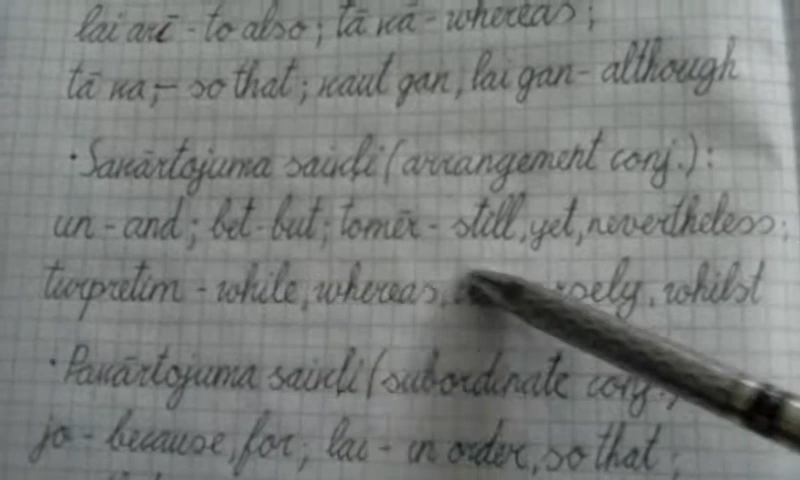 lai arī - to also; tā kā - whereas;
tā ka, - so that; kaut gan, lai gan - although
· Sakārtojuma saikļi (arrangement conj.):
un - and; bet - but; tomēr - still, yet, nevertheless;
turpretim - while, whereas, whilst
· Pakārtojuma saikļi (subordinate conj.,
jo - because, for; lai - in order, so that;